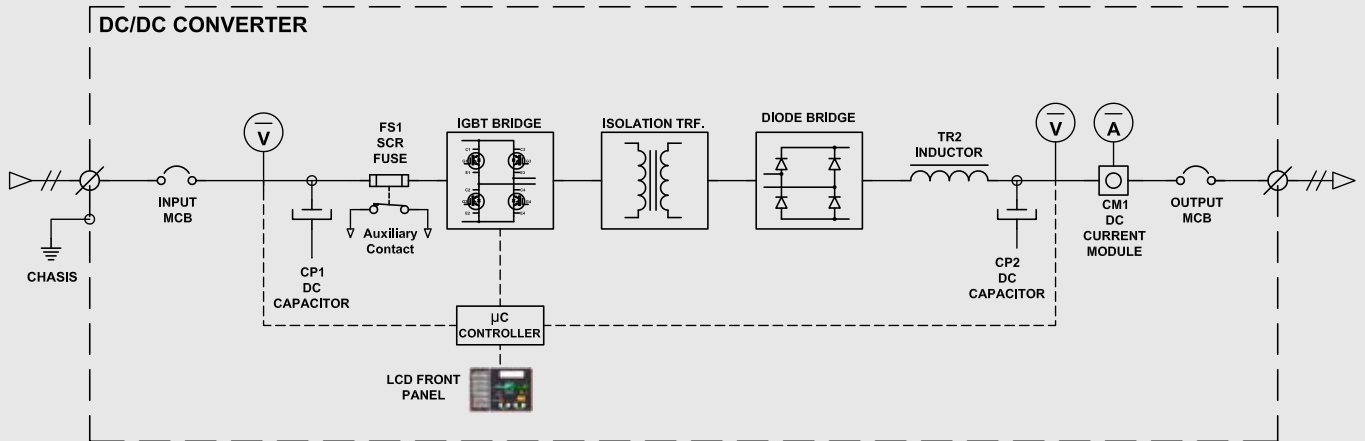 DC/DC CONVERTER
V
FS1
SCR
FUSE
IGBT BRIDGE
ISOLATION TRF.
DIODE BRIDGE
TR2
INDUCTOR
V
A
INPUT
MCB
Auxiliary
Contact
CP1
DC
CAPACITOR
CP2
DC
CAPACITOR
CM1
DC
CURRENT
MODULE
OUTPUT
MCB
CHASIS
µC
CONTROLLER
LCD FRONT
PANEL